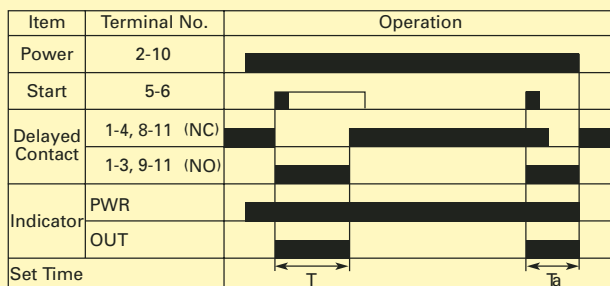 Item Terminal No. Operation
Power 2-10
Start 5-6
Delayed Contact 1-4, 8-11 (NC)
1-3, 9-11 (NO)
Indicator PWR
OUT
Set Time T Ta